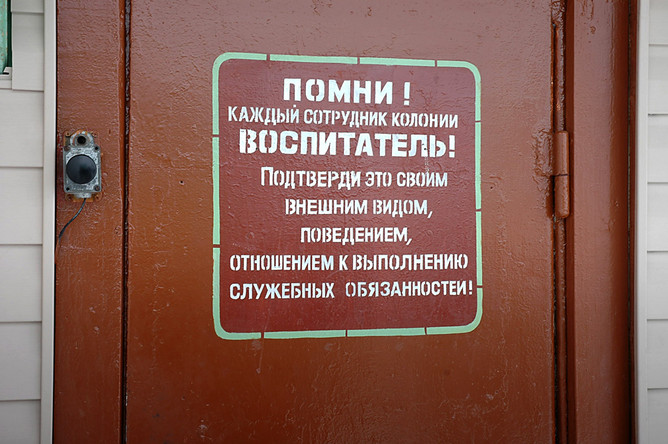 ПОМНИ !
КАЖДЫЙ СОТРУДНИК КОЛОНИИ
ВОСПИТАТЕЛЬ!
ПОДТВЕРДИ ЭТО СВОИМ
ВНЕШНИМ ВИДОМ,
ПОВЕДЕНИЕМ,
ОТНОШЕНИЕМ К ВЫПОЛНЕНИЮ
СЛУЖЕБНЫХ ОБЯЗАННОСТЕЙ!